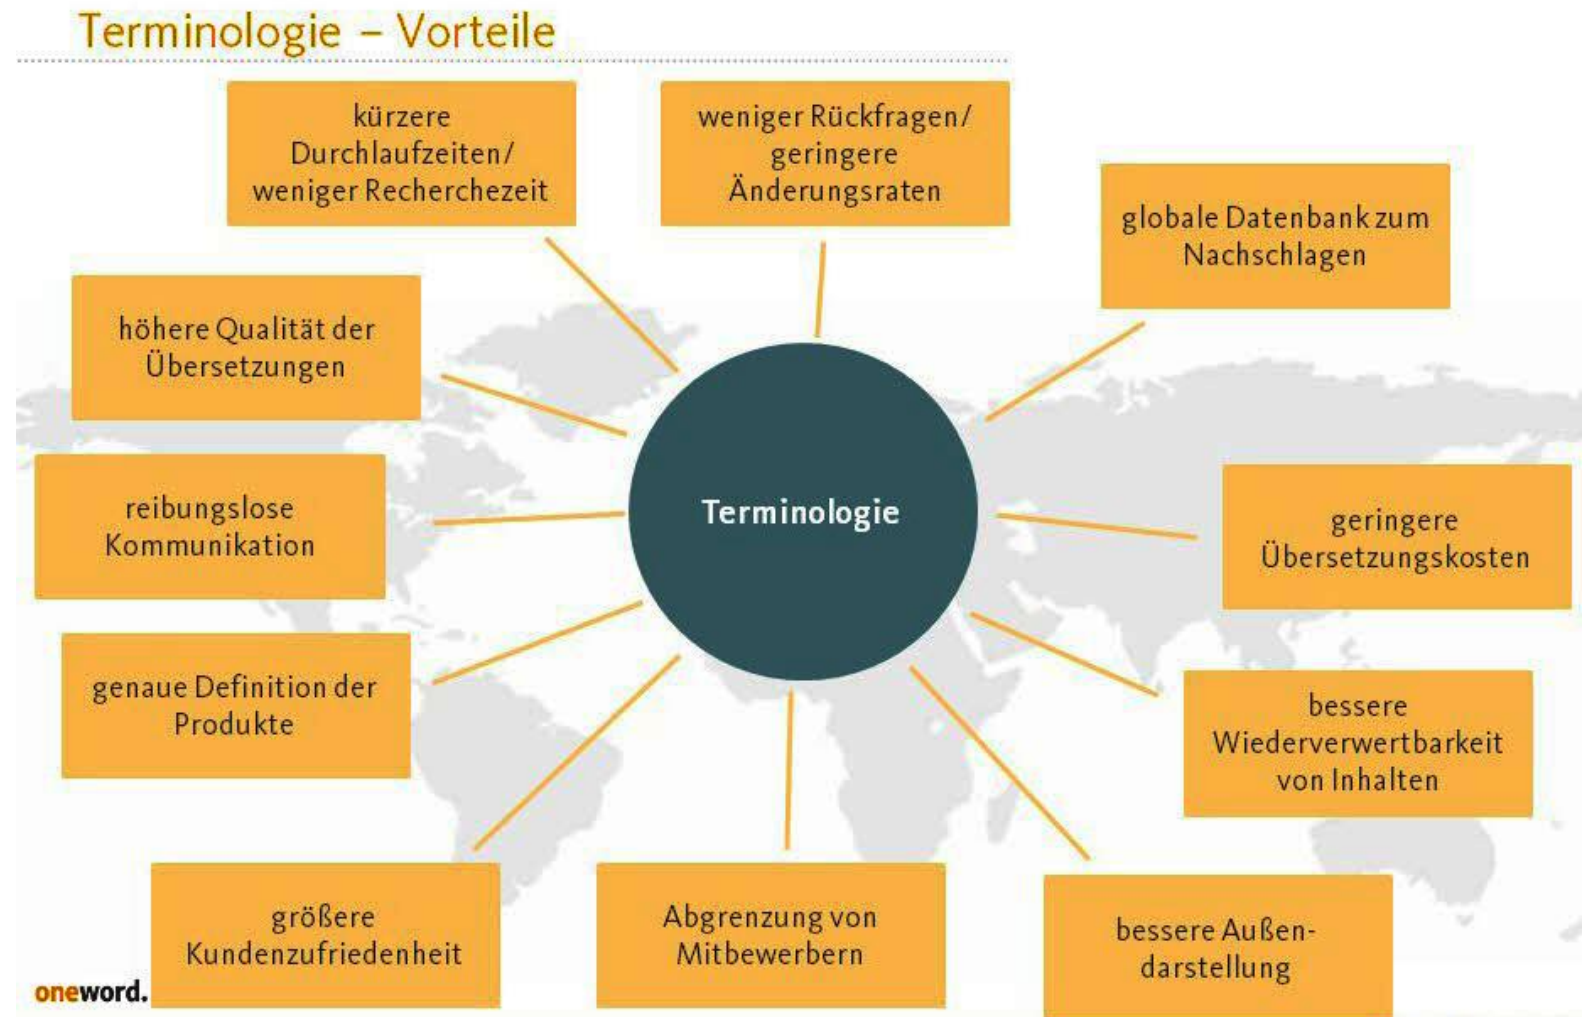 Terminologie – Vorteile
kürzere
Durchlaufzeiten/
weniger Recherchezeit
weniger Rückfragen/
geringere
Änderungsraten
globale Datenbank zum
Nachschlagen
höhere Qualität der
Übersetzungen
reibungslose
Kommunikation
Terminologie
geringere
Übersetzungskosten
genaue Definition der
Produkte
bessere
Wiederverwertbarkeit
von Inhalten
größere
Kundenzufriedenheit
Abgrenzung von
Mitbewerbern
bessere Außen-
darstellung
oneword.